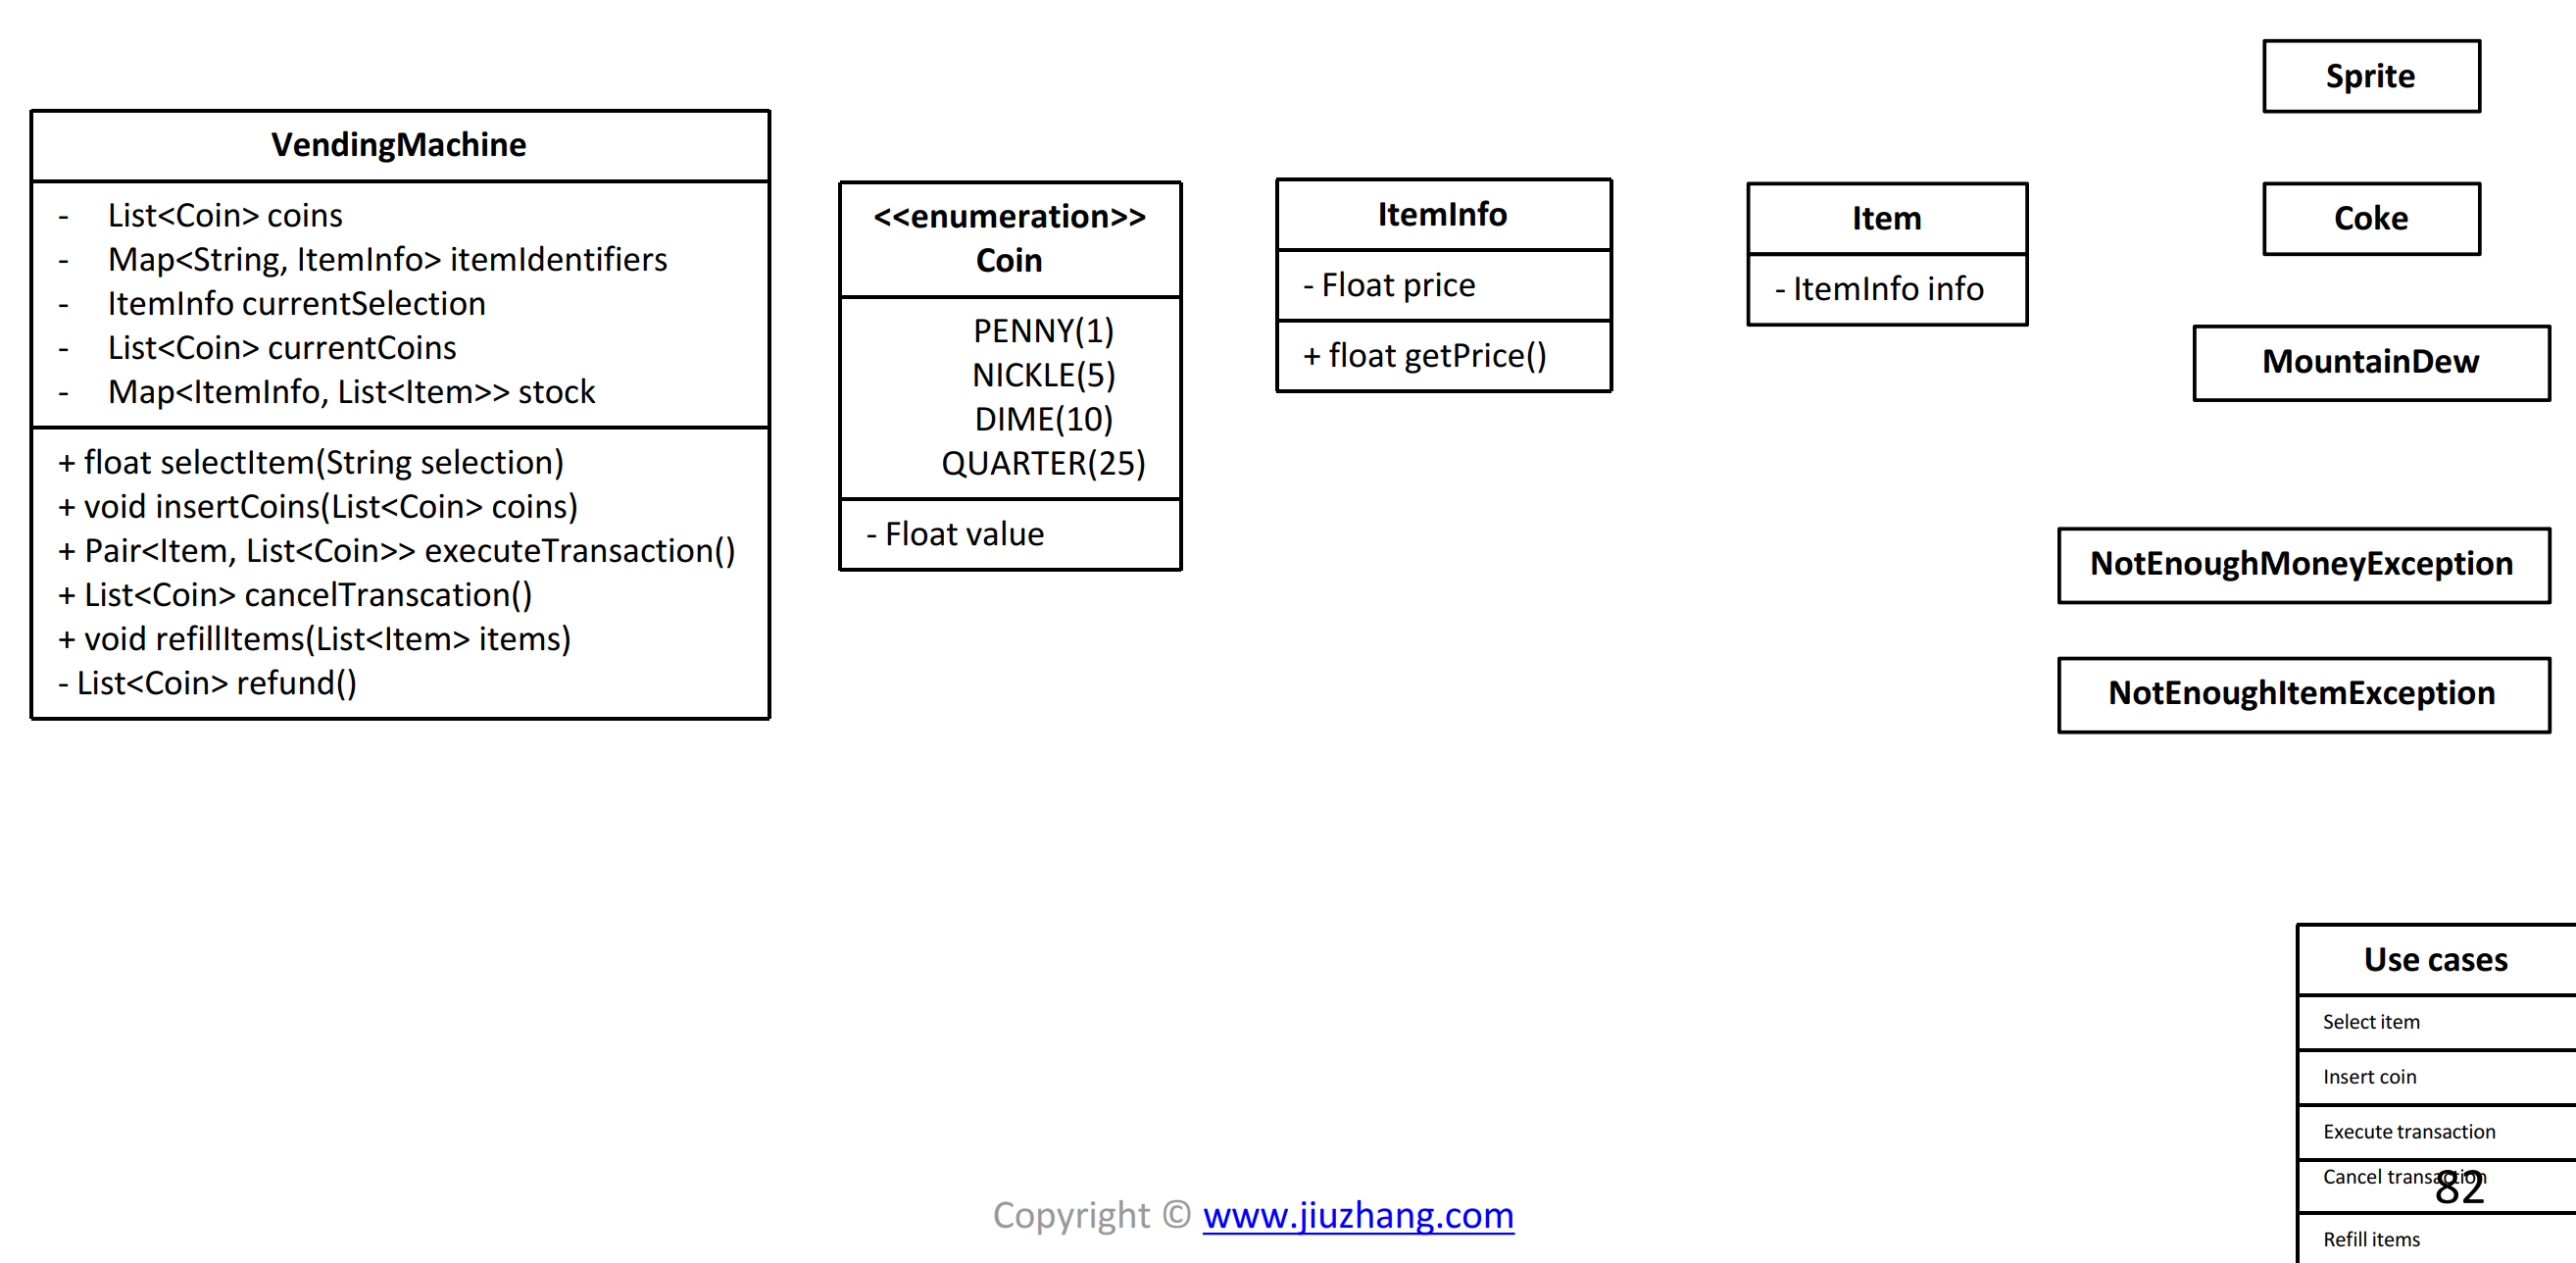 VendingMachine
- List<Coin> coins
- Map<String, ItemInfo> itemIdentifiers
- ItemInfo currentSelection
- List<Coin> currentCoins
- Map<ItemInfo, List<Item>> stock
+ float selectItem(String selection)
+ void insertCoins(List<Coin> coins)
+ Pair<Item, List<Coin>> executeTransaction()
+ List<Coin> cancelTranscation()
+ void refillItems(List<Item> items)
- List<Coin> refund()
<<enumeration>>
Coin
PENNY(1)
NICKLE(5)
DIME(10)
QUARTER(25)
- Float value
ItemInfo
- Float price
+ float getPrice()
Item
- ItemInfo info
Sprite
Coke
MountainDew
NotEnoughMoneyException
NotEnoughItemException
Use cases
Select item
Insert coin
Execute transaction
Cancel transaction
Refill items
82
Copyright © www.jiuzhang.com